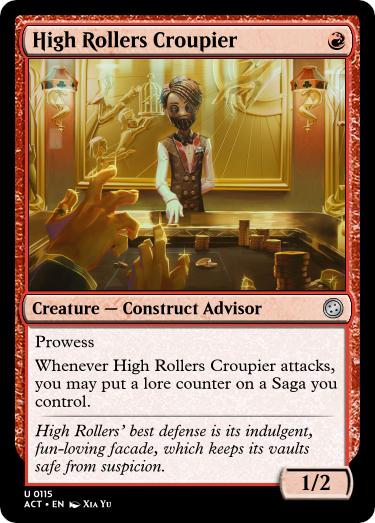 High Rollers Croupier
Creature — Construct Advisor
Prowess
Whenever High Rollers Croupier attacks,
you may put a lore counter on a Saga you
control.
High Rollers’ best defense is its indulgent,
fun-loving facade, which keeps its vaults
safe from suspicion.
1/2
U 0115
ACT • EN Xia Yu